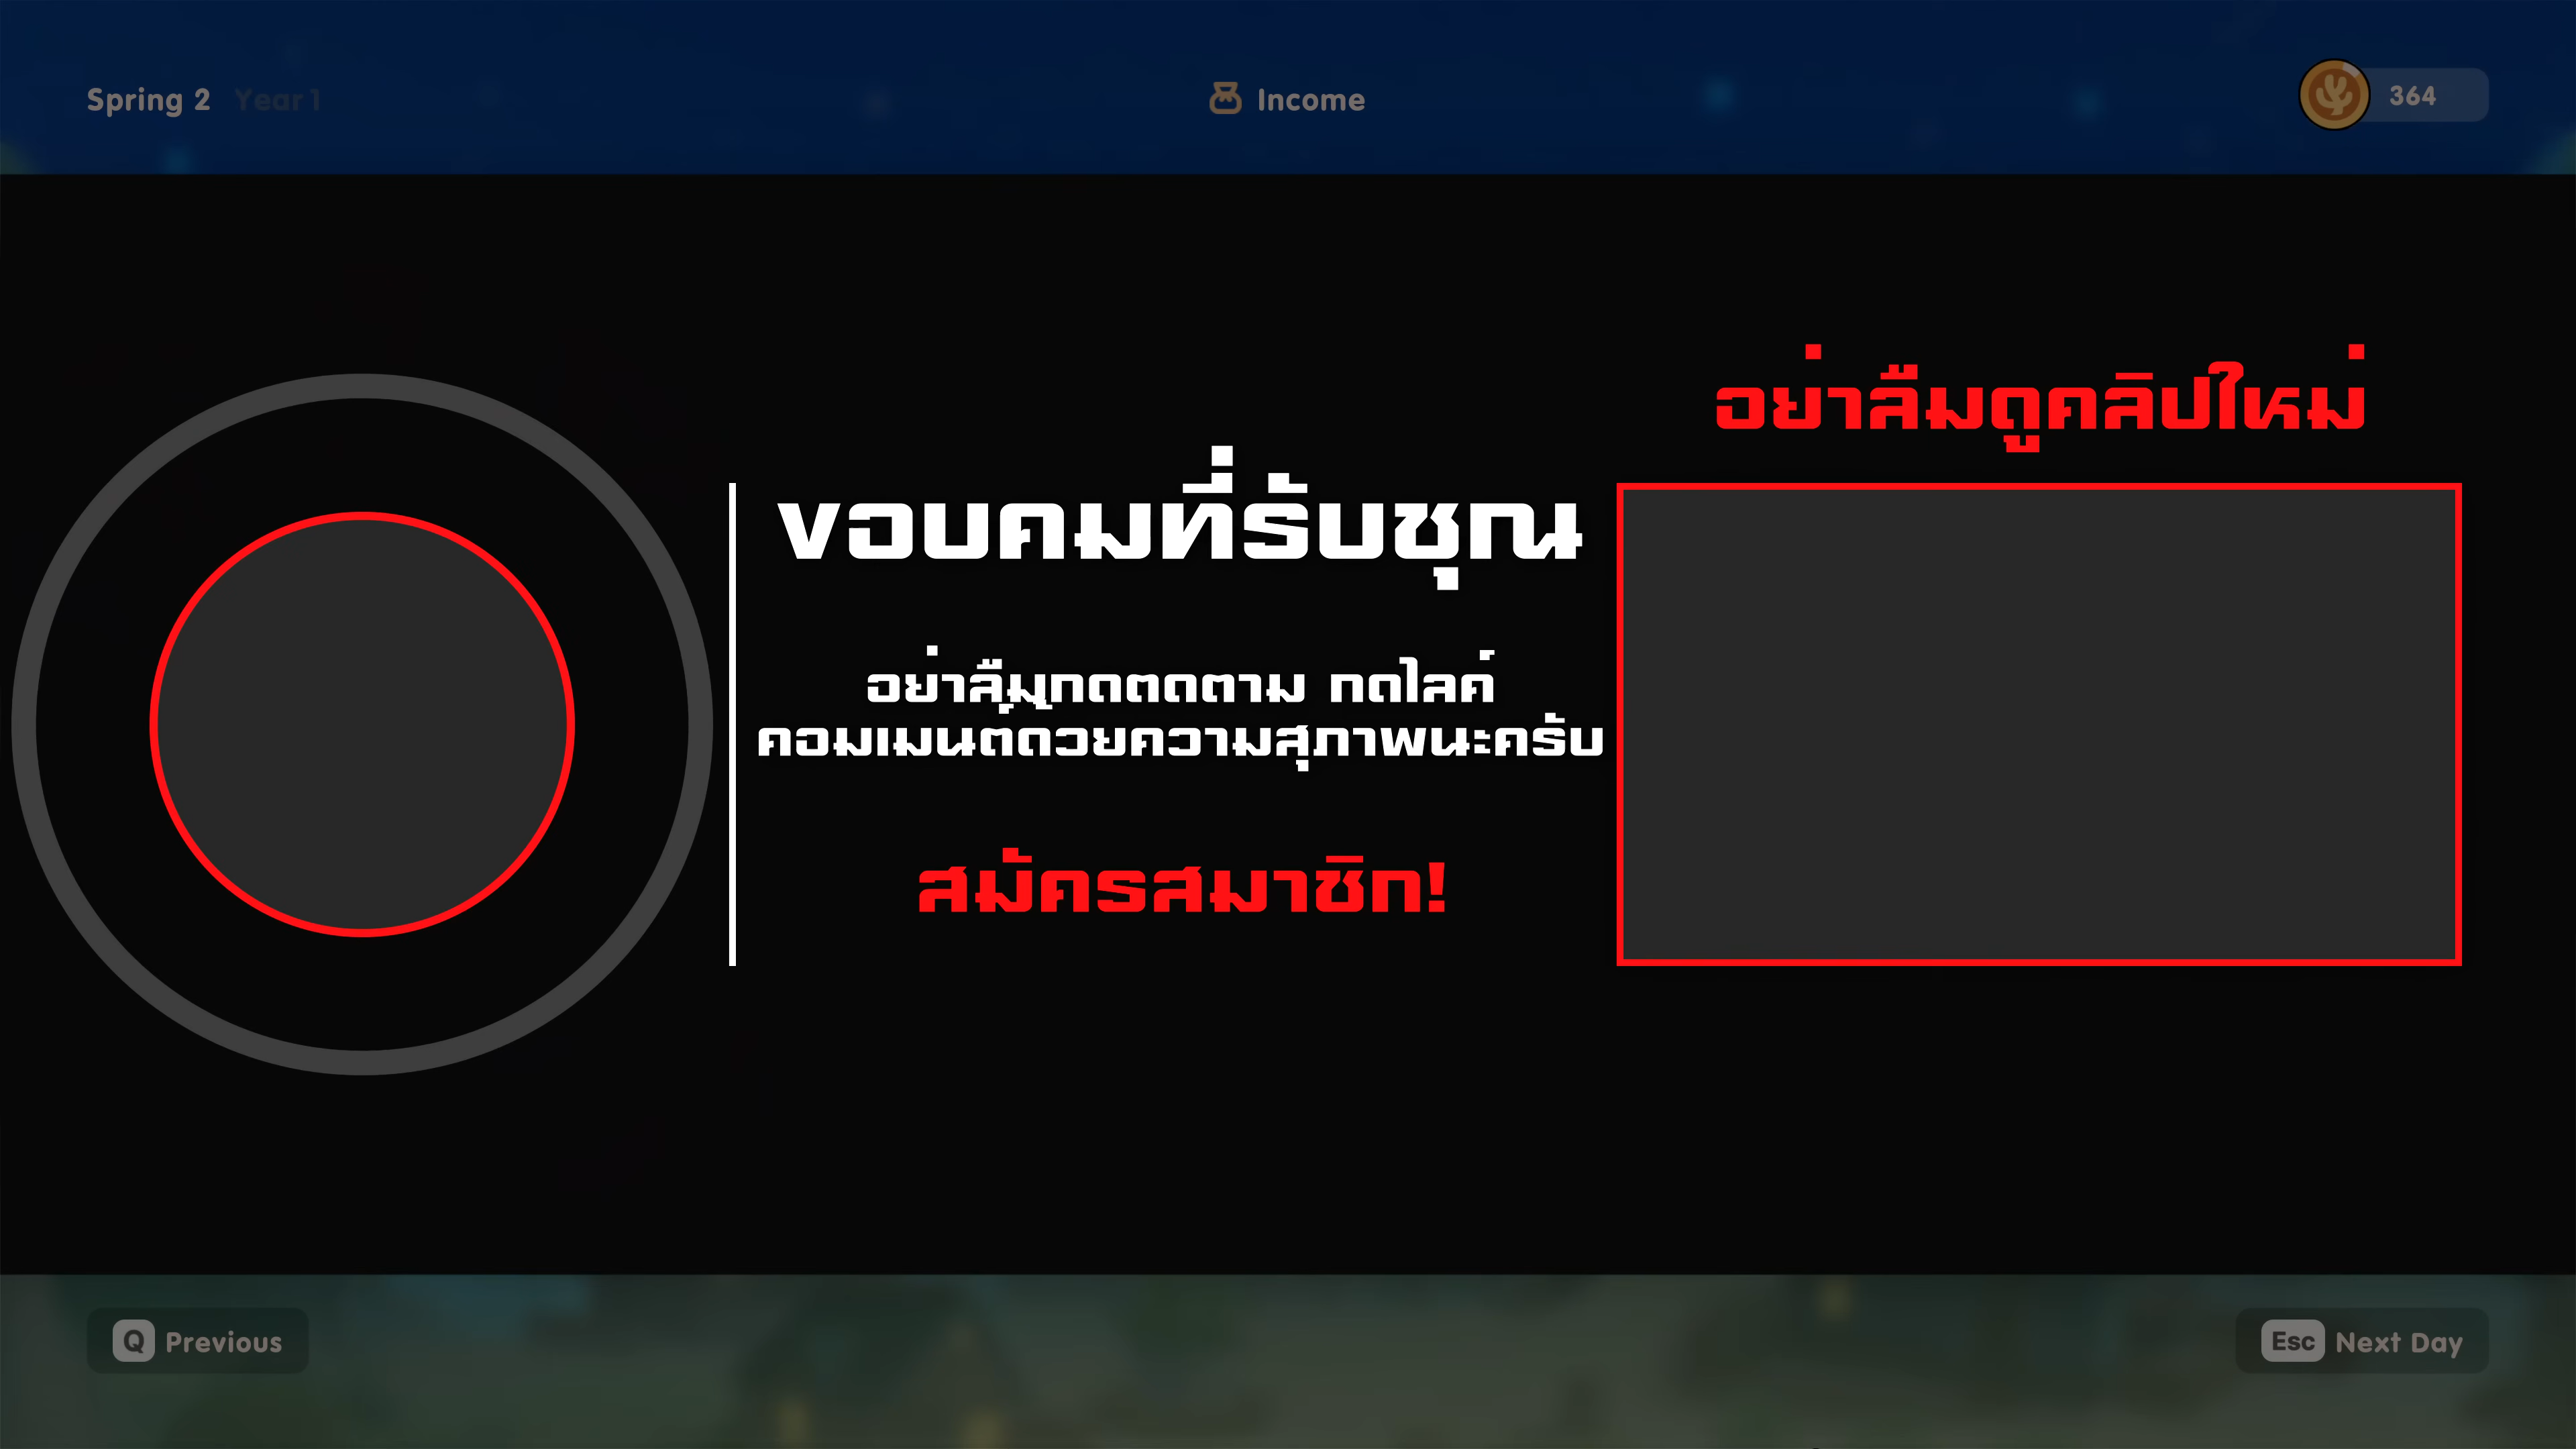 Spring 2 Year 1
Income
364
อย่าลืมดูคลิปใหม่
ขอบคมที่รับชุณ
อย่าลืมกดตดตาม กดไลค์
คอมเมนต์ด้วยความสุภาพนะครับ
สมัครสมาชิก!
Q Previous
Esc Next Day